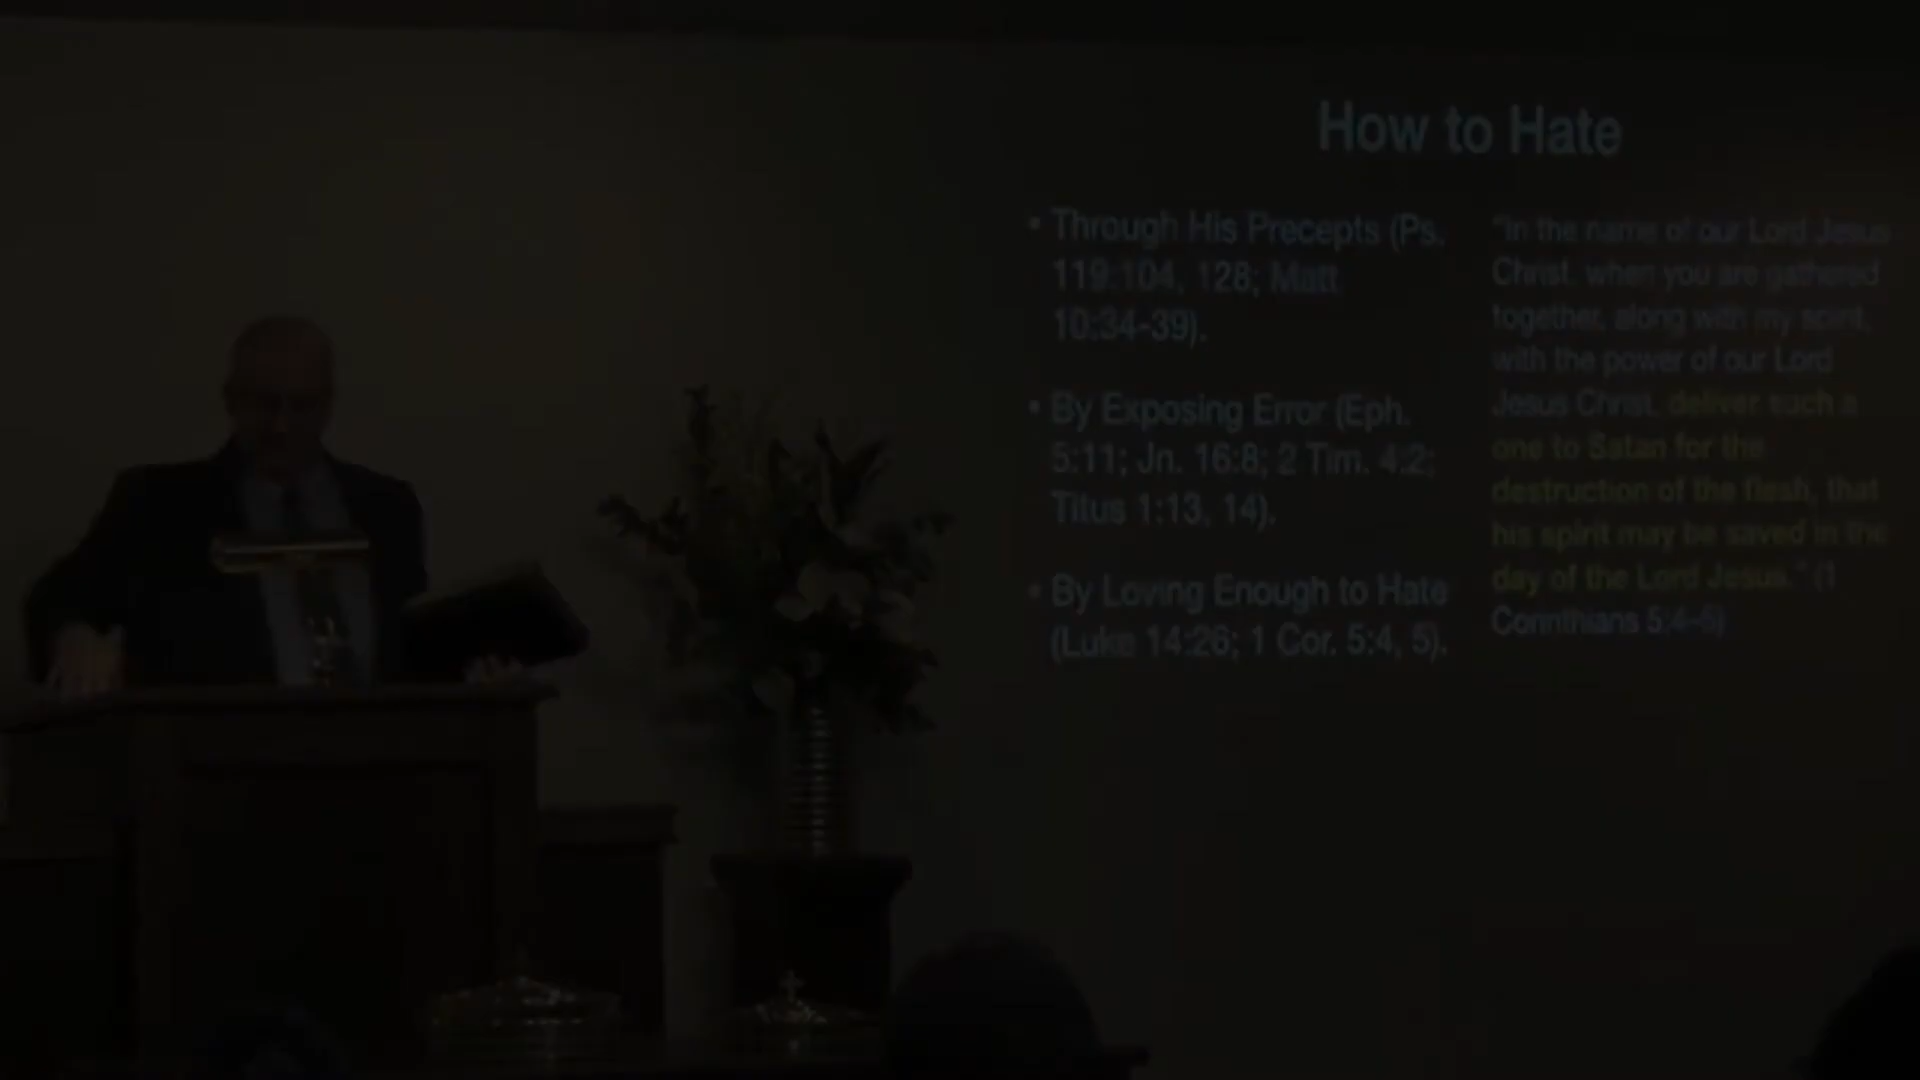 How to Hate
• Through His Precepts (Ps.
119:104, 128; Matt
10:34-39).
• By Exposing Error (Eph.
5:11; Jn. 16:8; 2 Tim. 4:2;
Titus 1:13, 14).
• By Loving Enough to Hate
(Luke 14:26; 1 Cor. 5:4, 5).
"In the name of our Lord Jesus
Christ, when you are gathered
together, along with my spirit,
with the power of our Lord
Jesus Christ, deliver such a
one to Satan for the
destruction of the flesh, that
his spirit may be saved in the
day of the Lord Jesus." (1
Corinthians 5:4–5)